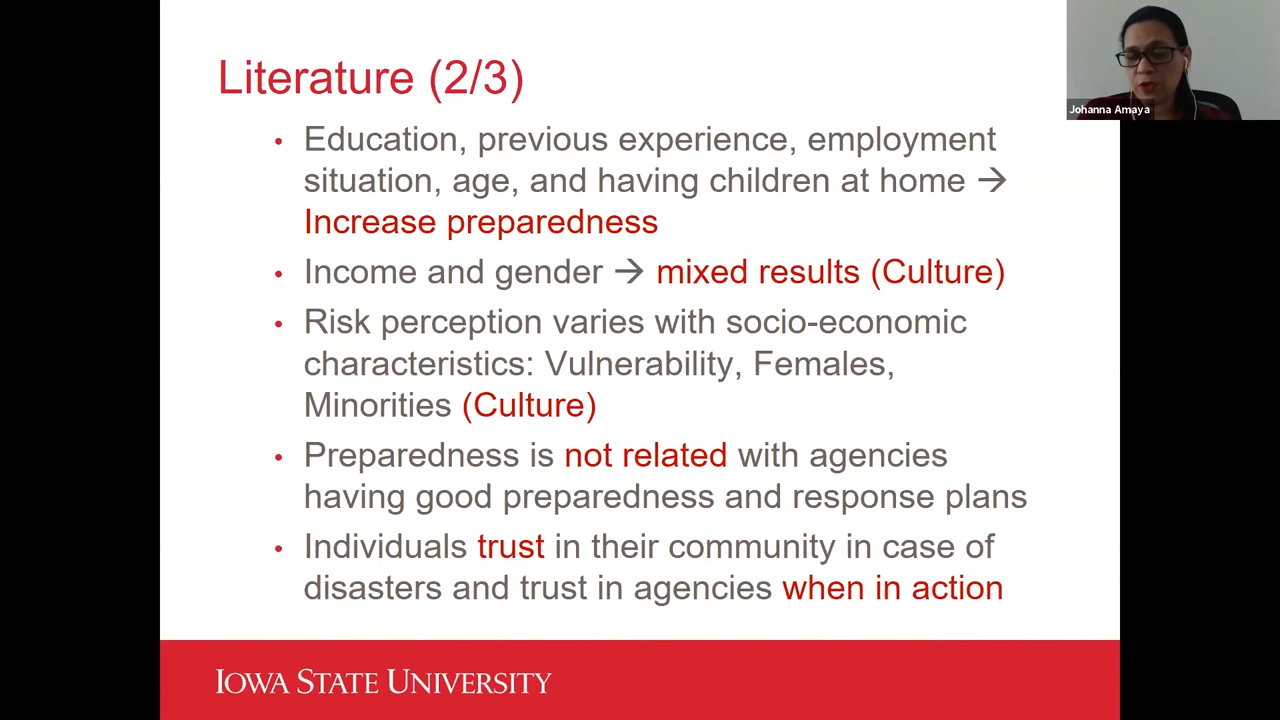 Literature (2/3)
Johanna Amaya
• Education, previous experience, employment
situation, age, and having children at home →
Increase preparedness
• Income and gender → mixed results (Culture)
• Risk perception varies with socio-economic
characteristics: Vulnerability, Females,
Minorities (Culture)
• Preparedness is not related with agencies
having good preparedness and response plans
• Individuals trust in their community in case of
disasters and trust in agencies when in action
IOWA STATE UNIVERSITY